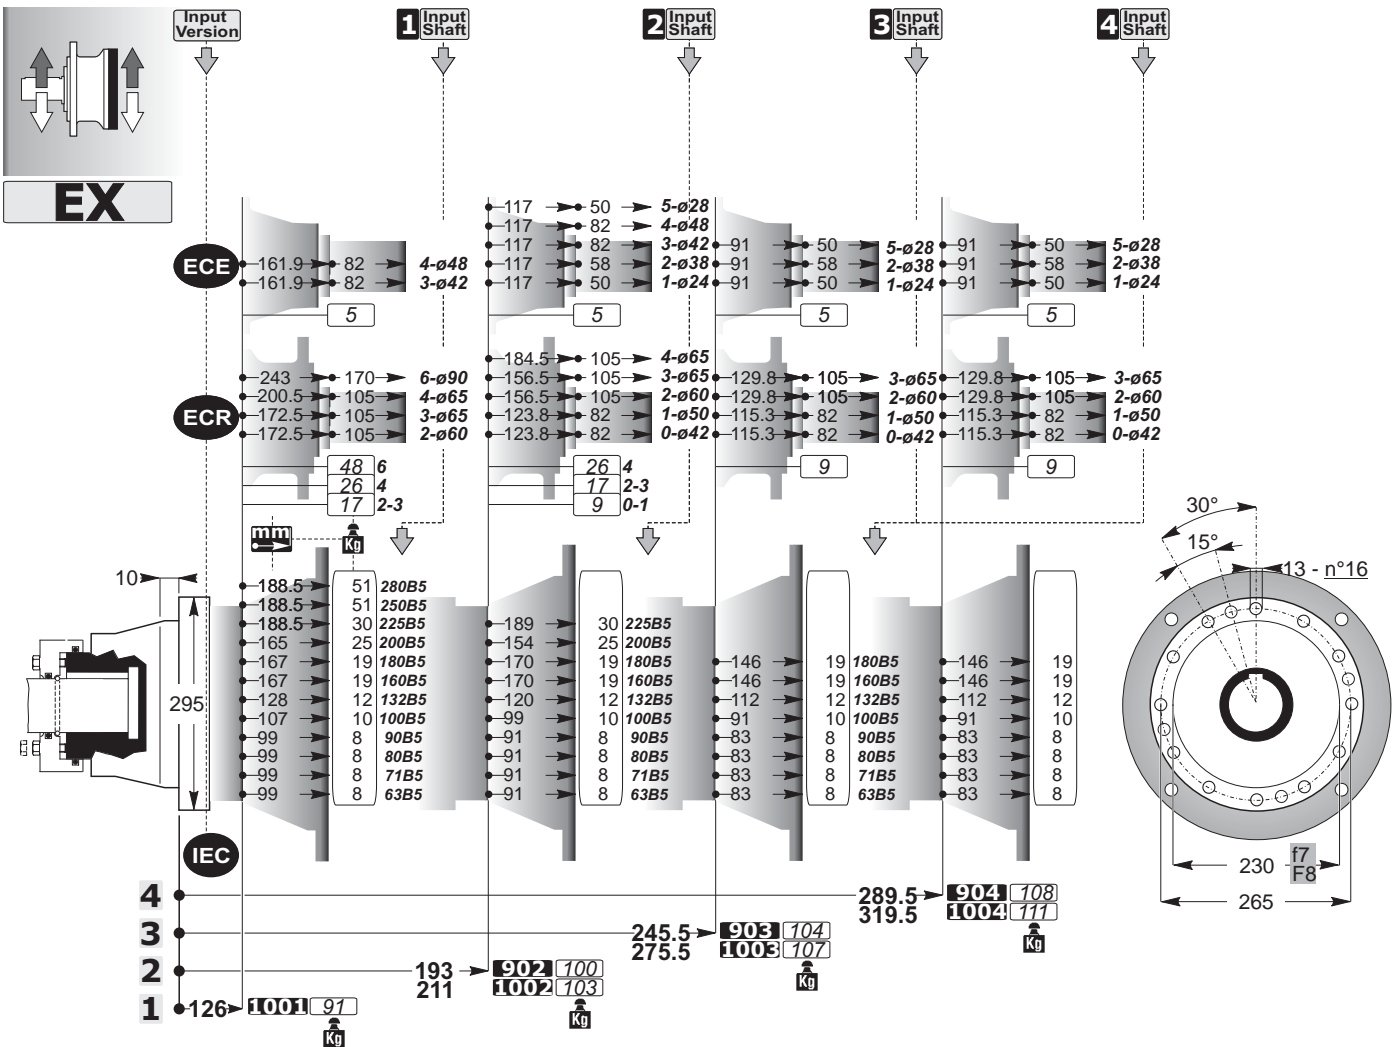 Input Version
1 Input Shaft
2 Input Shaft
3 Input Shaft
4 Input Shaft
EX
117 50 5-ø28
117 82 4-ø48
117 82 3-ø42 91 50 5-ø28 91 50 5-ø28
ECE 161.9 82 4-ø48 117 58 2-ø38 91 58 2-ø38 91 58 2-ø38
161.9 82 3-ø42 117 50 1-ø24 91 50 1-ø24 91 50 1-ø24
5 5 5 5
184.5 105 4-ø65
243 170 6-ø90 156.5 105 3-ø65 129.8 105 3-ø65 129.8 105 3-ø65
200.5 105 4-ø65 156.5 105 2-ø60 129.8 105 2-ø60 129.8 105 2-ø60
ECR 172.5 105 3-ø65 123.8 82 1-ø50 115.3 82 1-ø50 115.3 82 1-ø50
172.5 105 2-ø60 123.8 82 0-ø42 115.3 82 0-ø42 115.3 82 0-ø42
48 6 26 4 9 9
26 4 17 2-3
17 2-3 9 0-1
mm Kg
10
188.5 51 280B5
188.5 51 250B5
188.5 30 225B5 189 30 225B5
165 25 200B5 154 25 200B5
167 19 180B5 170 19 180B5 146 19 180B5 146 19
167 19 160B5 170 19 160B5 146 19 160B5 146 19
128 12 132B5 120 12 132B5 112 12 132B5 112 12
107 10 100B5 99 10 100B5 91 10 100B5 91 10
99 8 90B5 91 8 90B5 83 8 90B5 83 8
99 8 80B5 91 8 80B5 83 8 80B5 83 8
99 8 71B5 91 8 71B5 83 8 71B5 83 8
99 8 63B5 91 8 63B5 83 8 63B5 83 8
295
IEC
30°
15°
13 - n°16
230 f7 F8
265
4 289.5 904 108
319.5 1004 111
Kg
3 245.5 903 104
275.5 1003 107
Kg
2 193 902 100
211 1002 103
Kg
1 126 1001 91
Kg